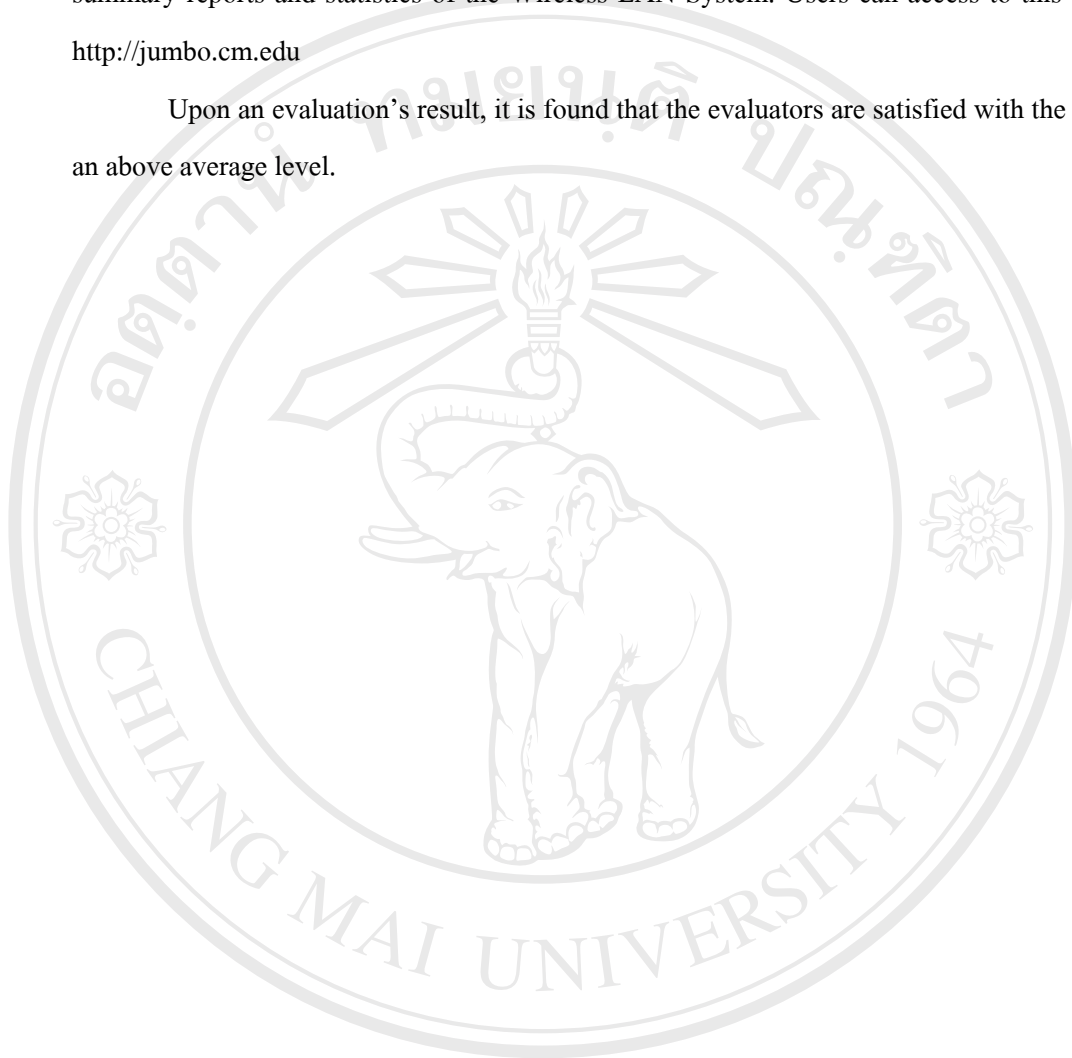 summary reports and statistics of the Wireless LAN System. Users can access to this
http://jumbo.cm.edu
Upon an evaluation’s result, it is found that the evaluators are satisfied with the
an above average level.
CHIANG MAI UNIVERSITY 1964